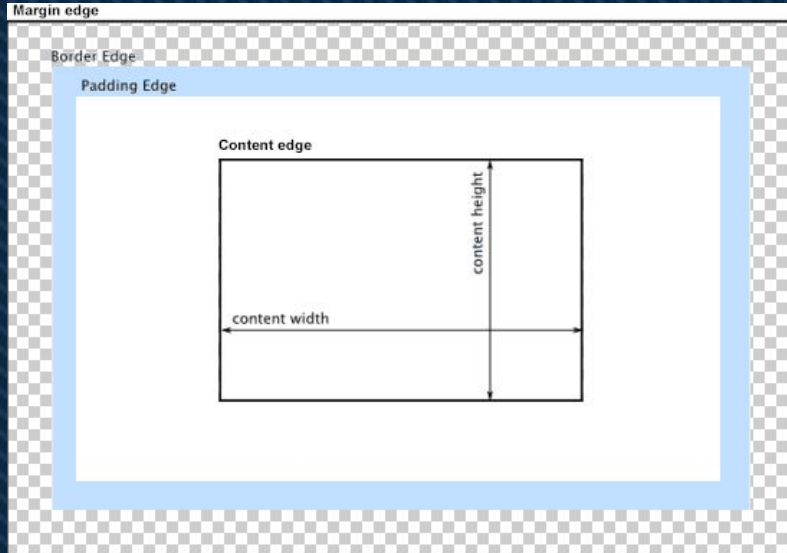 Margin edge
Border Edge
Padding Edge
Content edge
content height
content width